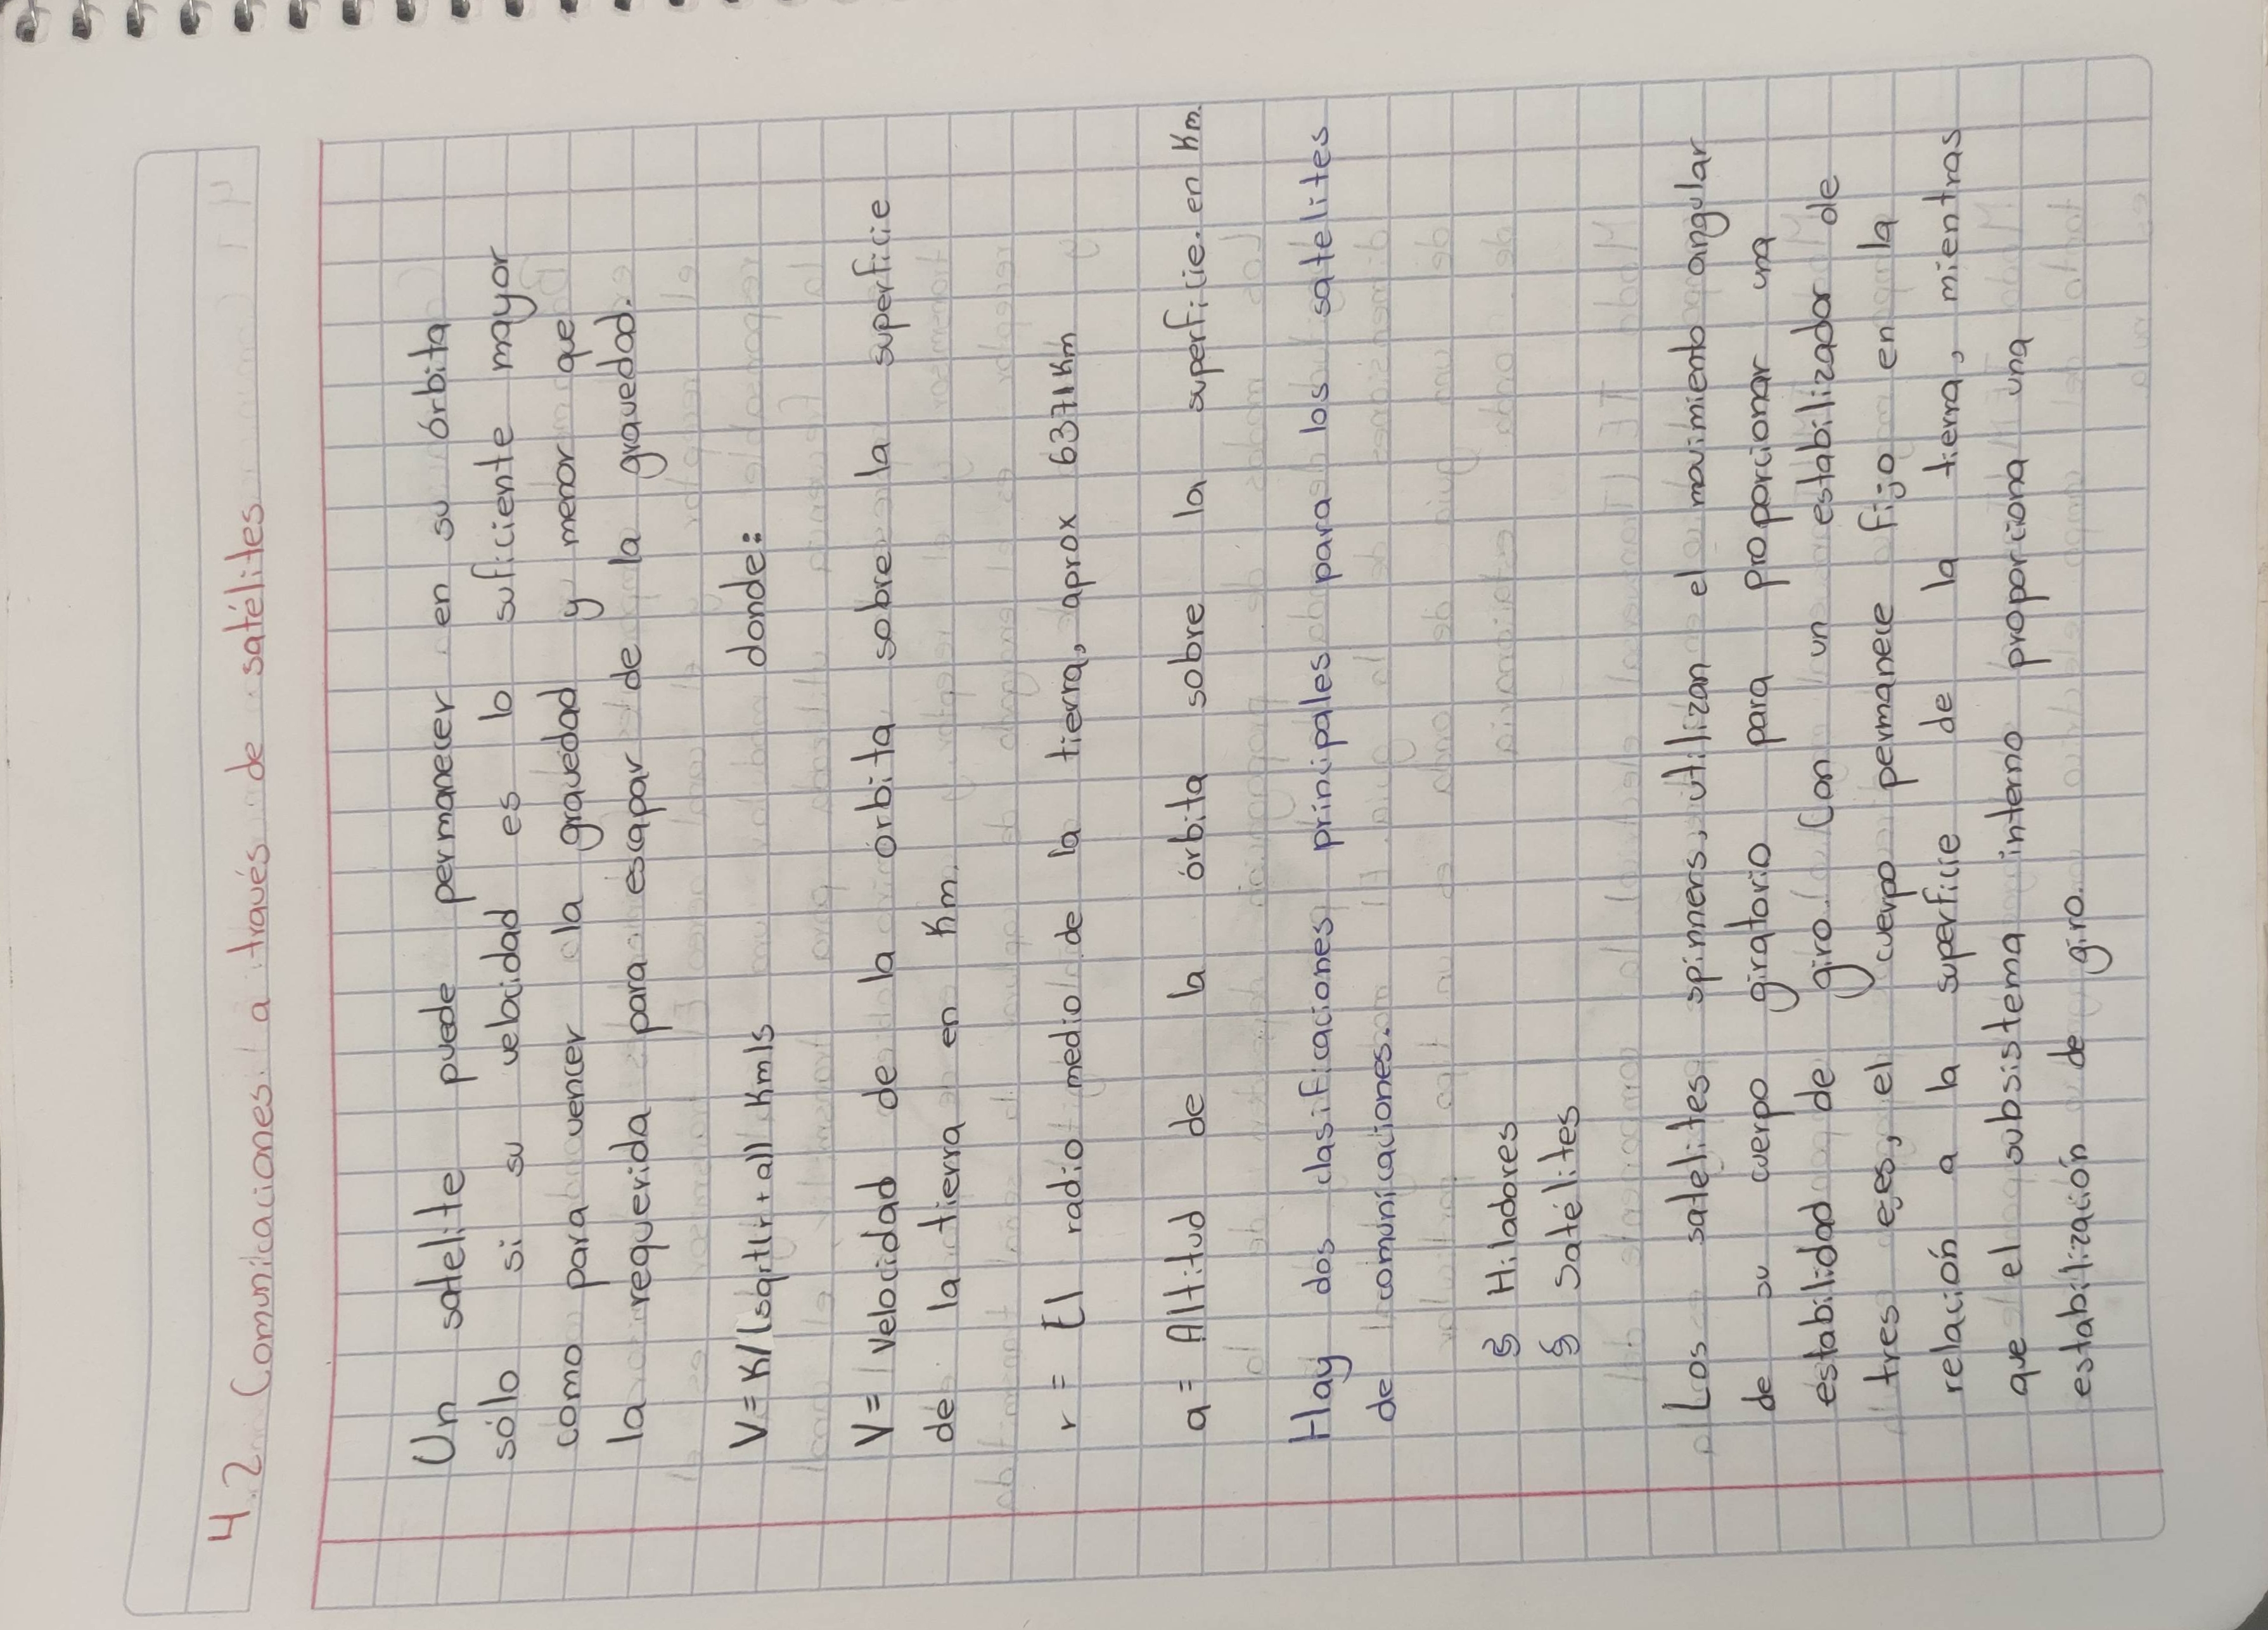 4.2 Comunicaciones a través de satélites
Un satelite puede permanecer en su órbita
sólo si su velocidad es lo suficiente mayor
como para vencer la gravedad y menor que
la requerida para escapar de la gravedad.
V= K/(sqrt(r + a)) Km/s donde:
V= Velocidad de la órbita sobre la superficie
de la tierra en Km.
r = El radio medio de la tierra, aprox 6371 Km
a= Altitud de la órbita sobre la superficie. en Km.
Hay dos clasificaciones principales para los satelites
de comunicaciones.
§ Hiladores
§ Satélites
Los satelites spinners, utilizan el movimiento angular
de su cuerpo giratorio para proporcionar una
estabilidad de giro. Con un estabilizador de
tres ejes, el cuerpo permanece fijo en la
relación a la superficie de la tierra, mientras
que el subsistema interno proporciona una
estabilización de giro.